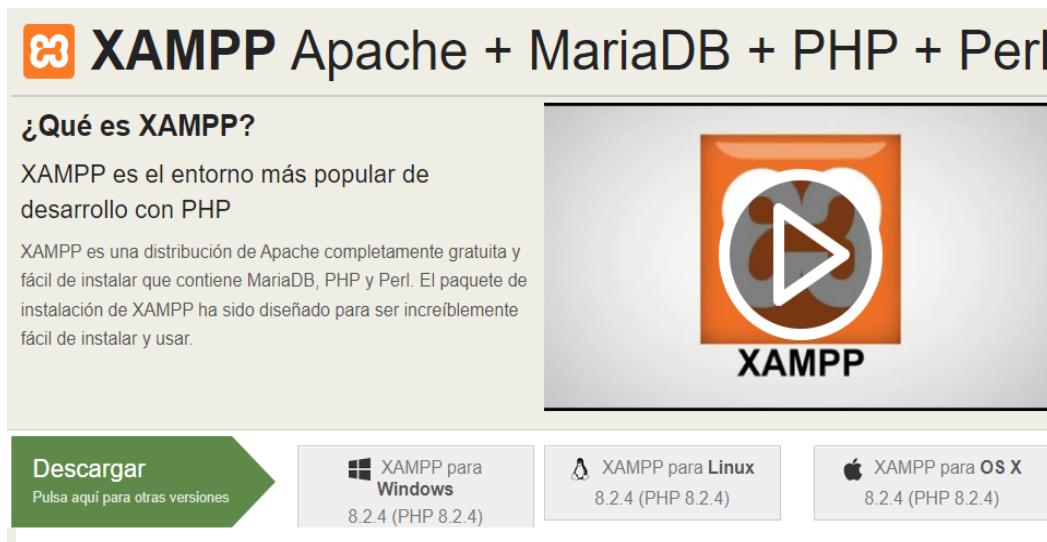 XAMPP Apache + MariaDB + PHP + Perl
¿Qué es XAMPP?
XAMPP es el entorno más popular de
desarrollo con PHP
XAMPP es una distribución de Apache completamente gratuita y
fácil de instalar que contiene MariaDB, PHP y Perl. El paquete de
instalación de XAMPP ha sido diseñado para ser increíblemente
fácil de instalar y usar.
XAMPP
Descargar
Pulsa aquí para otras versiones
XAMPP para
Windows
8.2.4 (PHP 8.2.4)
XAMPP para Linux
8.2.4 (PHP 8.2.4)
XAMPP para OS X
8.2.4 (PHP 8.2.4)